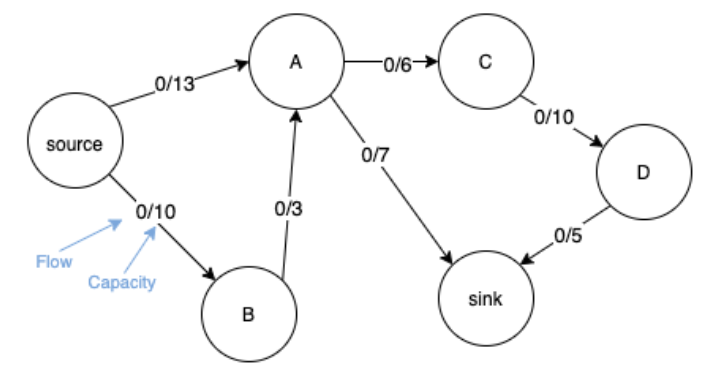 A
C
0/13
0/6
source
0/10
D
0/7
0/10
0/3
0/5
Flow
Capacity
sink
B